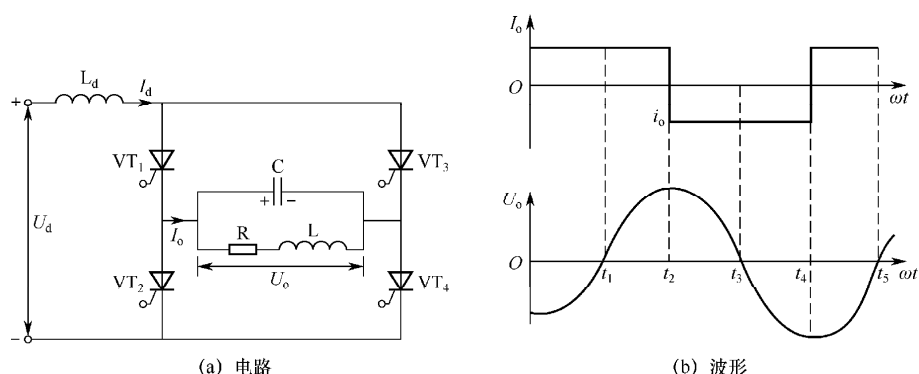 L_d
I_d
+
VT_1
C
VT_3
+ −
U_d
I_o
R
L
U_o
VT_2
VT_4
−
(a) 电路
I_o
O
ωt
i_o
U_o
O
t_1
t_2
t_3
t_4
t_5
ωt
(b) 波形